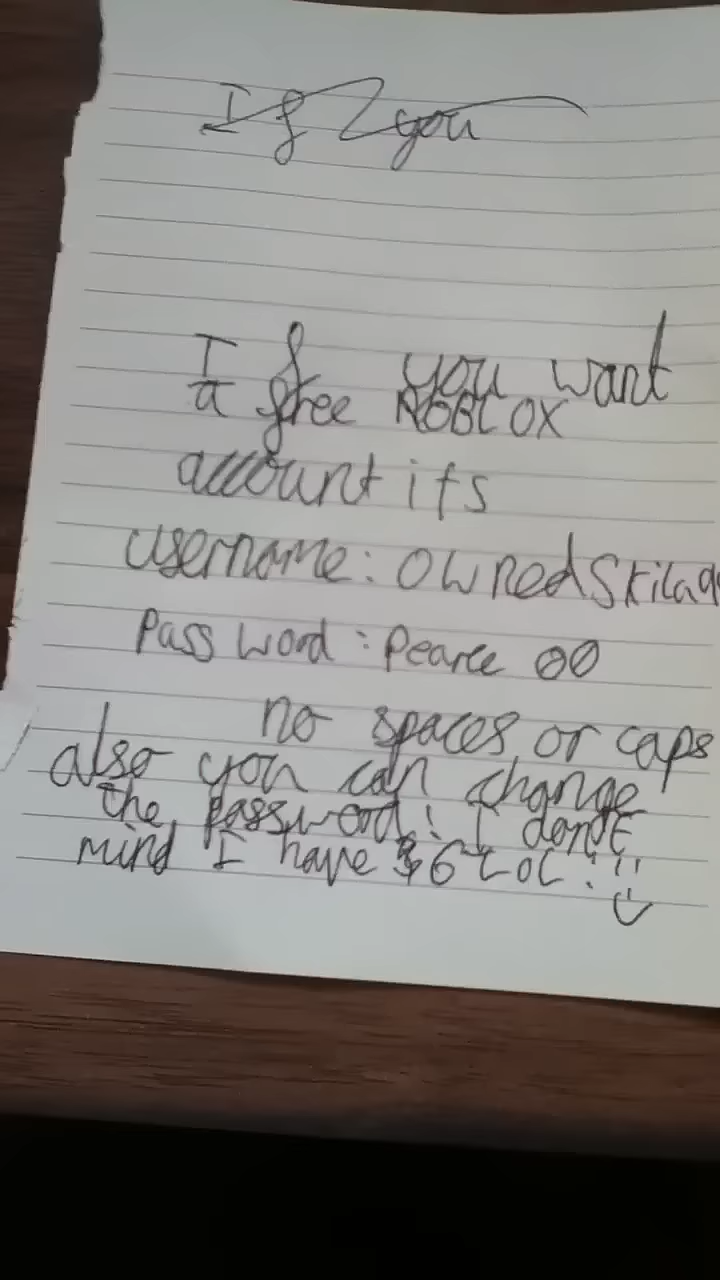 If you
If you want
a free ROBLOX
account its
username: OwnedSkilad
Password: Pearce 00
no spaces or caps
also you can change
the password! I don't
mind I have $6 LOL!!